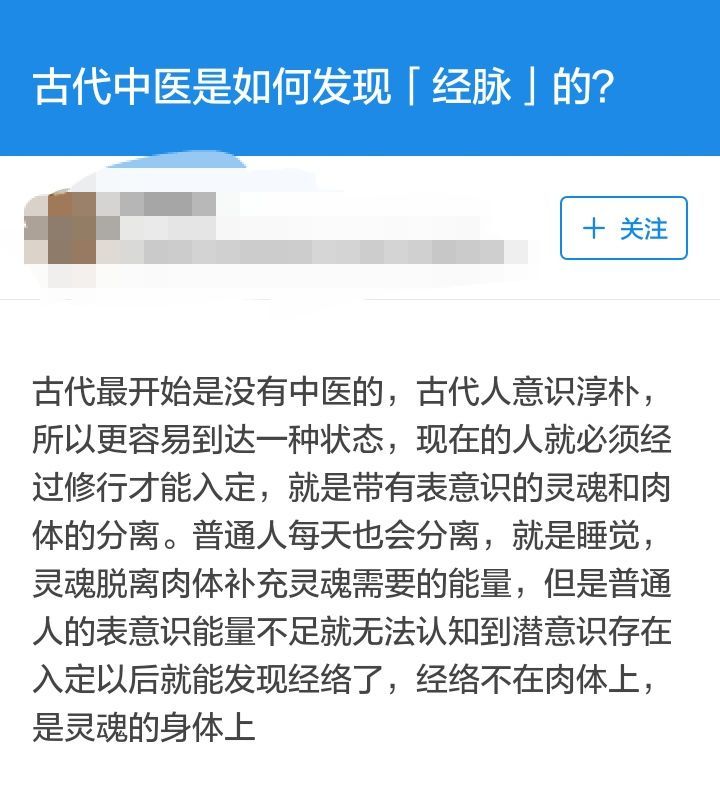 古代中医是如何发现「经脉」的?
＋ 关注
古代最开始是没有中医的，古代人意识淳朴，
所以更容易到达一种状态，现在的人就必须经
过修行才能入定，就是带有表意识的灵魂和肉
体的分离。普通人每天也会分离，就是睡觉，
灵魂脱离肉体补充灵魂需要的能量，但是普通
人的表意识能量不足就无法认知到潜意识存在
入定以后就能发现经络了，经络不在肉体上，
是灵魂的身体上